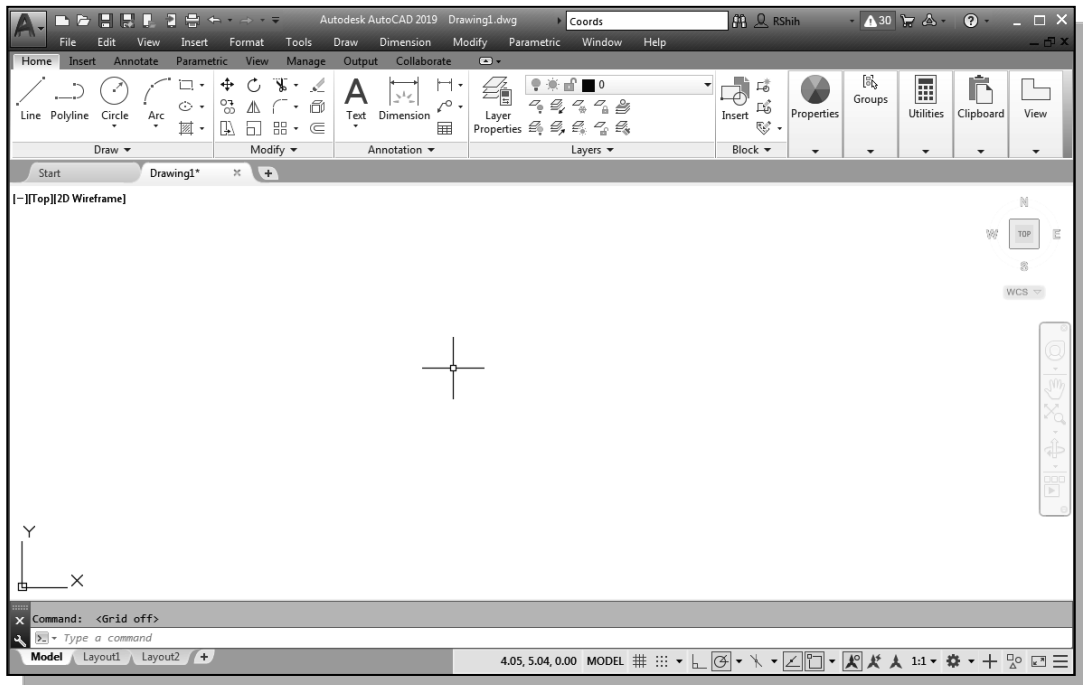 A Autodesk AutoCAD 2019 Drawing1.dwg Coords RShih 30 ?
File Edit View Insert Format Tools Draw Dimension Modify Parametric Window Help
Home Insert Annotate Parametric View Manage Output Collaborate
0
Line Polyline Circle Arc A Text Dimension Layer Properties Insert Properties Groups Utilities Clipboard View
Draw Modify Annotation Layers Block
Start Drawing1* +
[−][Top][2D Wireframe]
N
W TOP E
S
WCS
Y
X
Command: <Grid off>
Type a command
Model Layout1 Layout2 + 4.05, 5.04, 0.00 MODEL 1:1